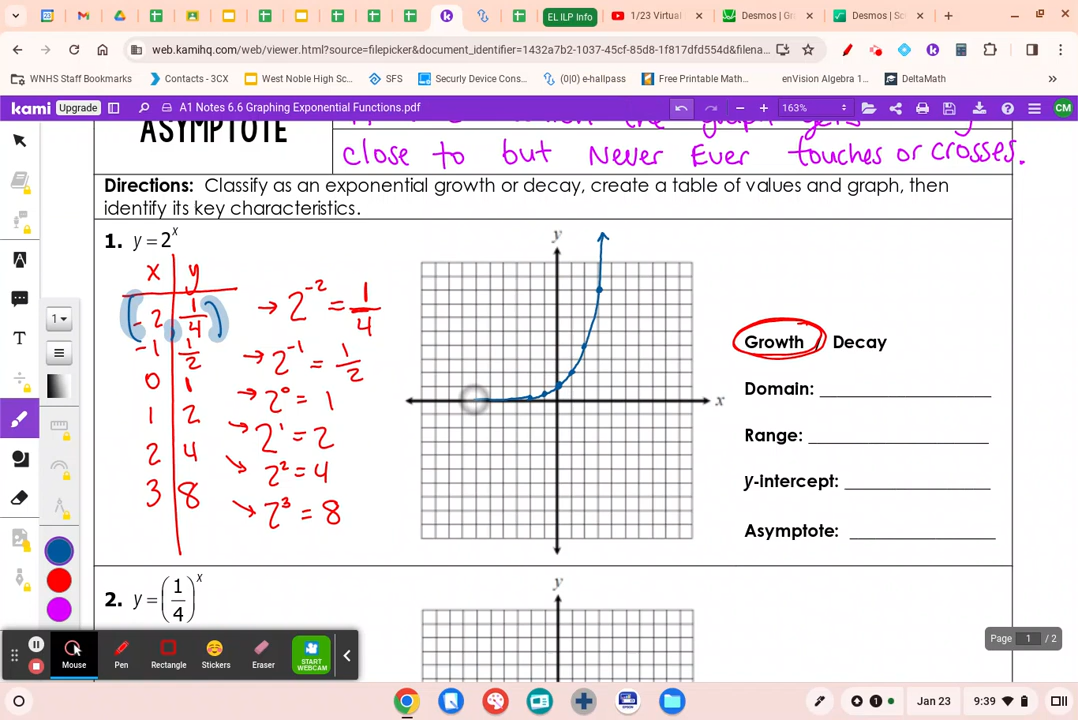 EL ILP Info
1/23 Virtual
Desmos | Gr
Desmos | Sc
web.kamihq.com/web/viewer.html?source=filepicker&document_identifier=1432a7b2-1037-45cf-85d8-1f817dfd554d&filena...
WNHS Staff Bookmarks
Contacts - 3CX
West Noble High Sc...
SFS
Securly Device Cons...
(0|0) e-hallpass
Free Printable Math...
enVision Algebra 1...
DeltaMath
kami Upgrade
A1 Notes 6.6 Graphing Exponential Functions.pdf
163%
CM
ASYMPTOTE
the graph gets
close to but Never Ever touches or crosses.
Directions: Classify as an exponential growth or decay, create a table of values and graph, then
identify its key characteristics.
1. y = 2^x
y
x y
(-2, 1/4) → 2^-2 = 1/4
-1 1/2 → 2^-1 = 1/2
0 1 → 2^0 = 1
1 2 → 2^1 = 2
2 4 → 2^2 = 4
3 8 → 2^3 = 8
x
Growth Decay
Domain:
Range:
y-intercept:
Asymptote:
2. y = (1/4)^x
y
1
Page 1 / 2
Mouse
Pen
Rectangle
Stickers
Eraser
START WEBCAM
Jan 23
9:39